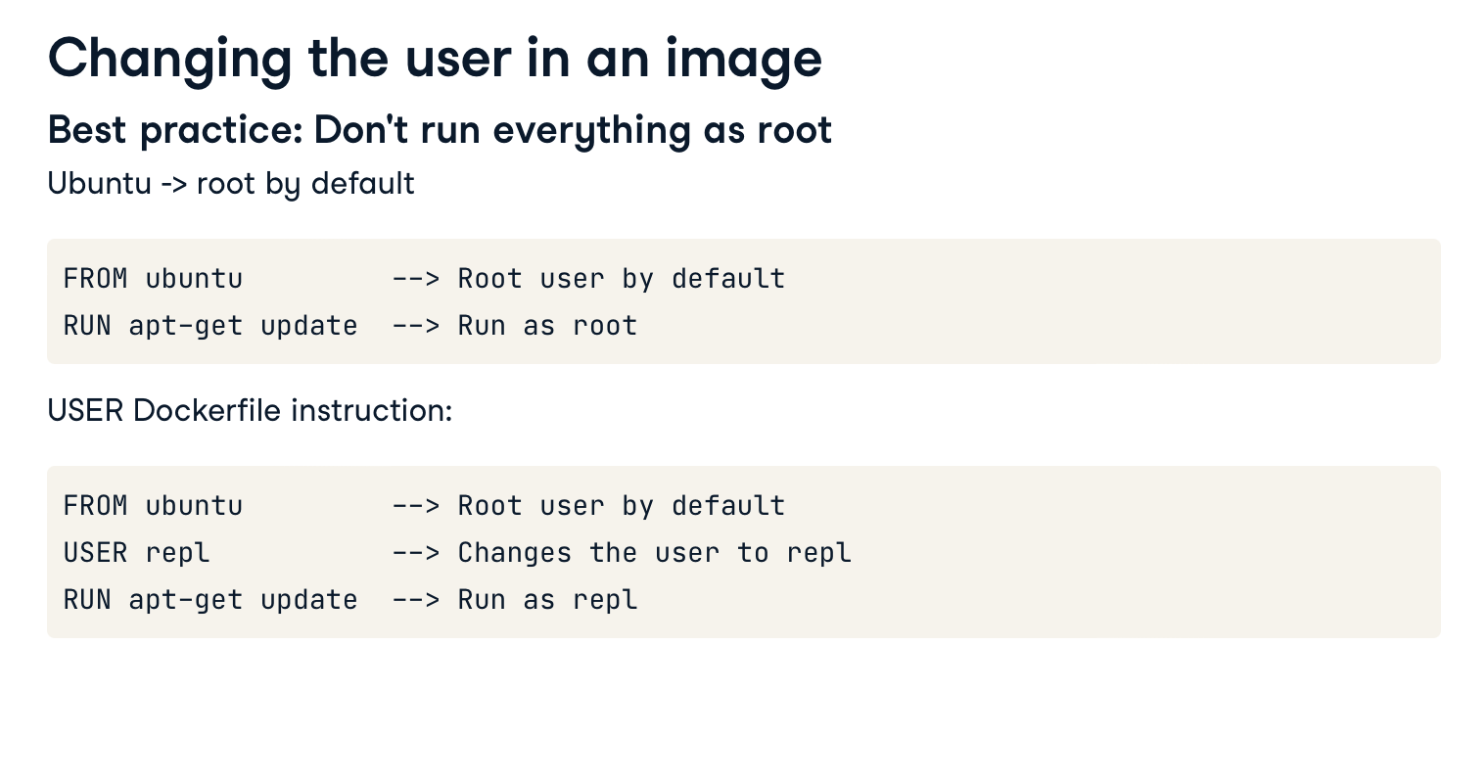 Changing the user in an image
Best practice: Don't run everything as root
Ubuntu -> root by default
FROM ubuntu         --> Root user by default
RUN apt-get update  --> Run as root
USER Dockerfile instruction:
FROM ubuntu         --> Root user by default
USER repl           --> Changes the user to repl
RUN apt-get update  --> Run as repl